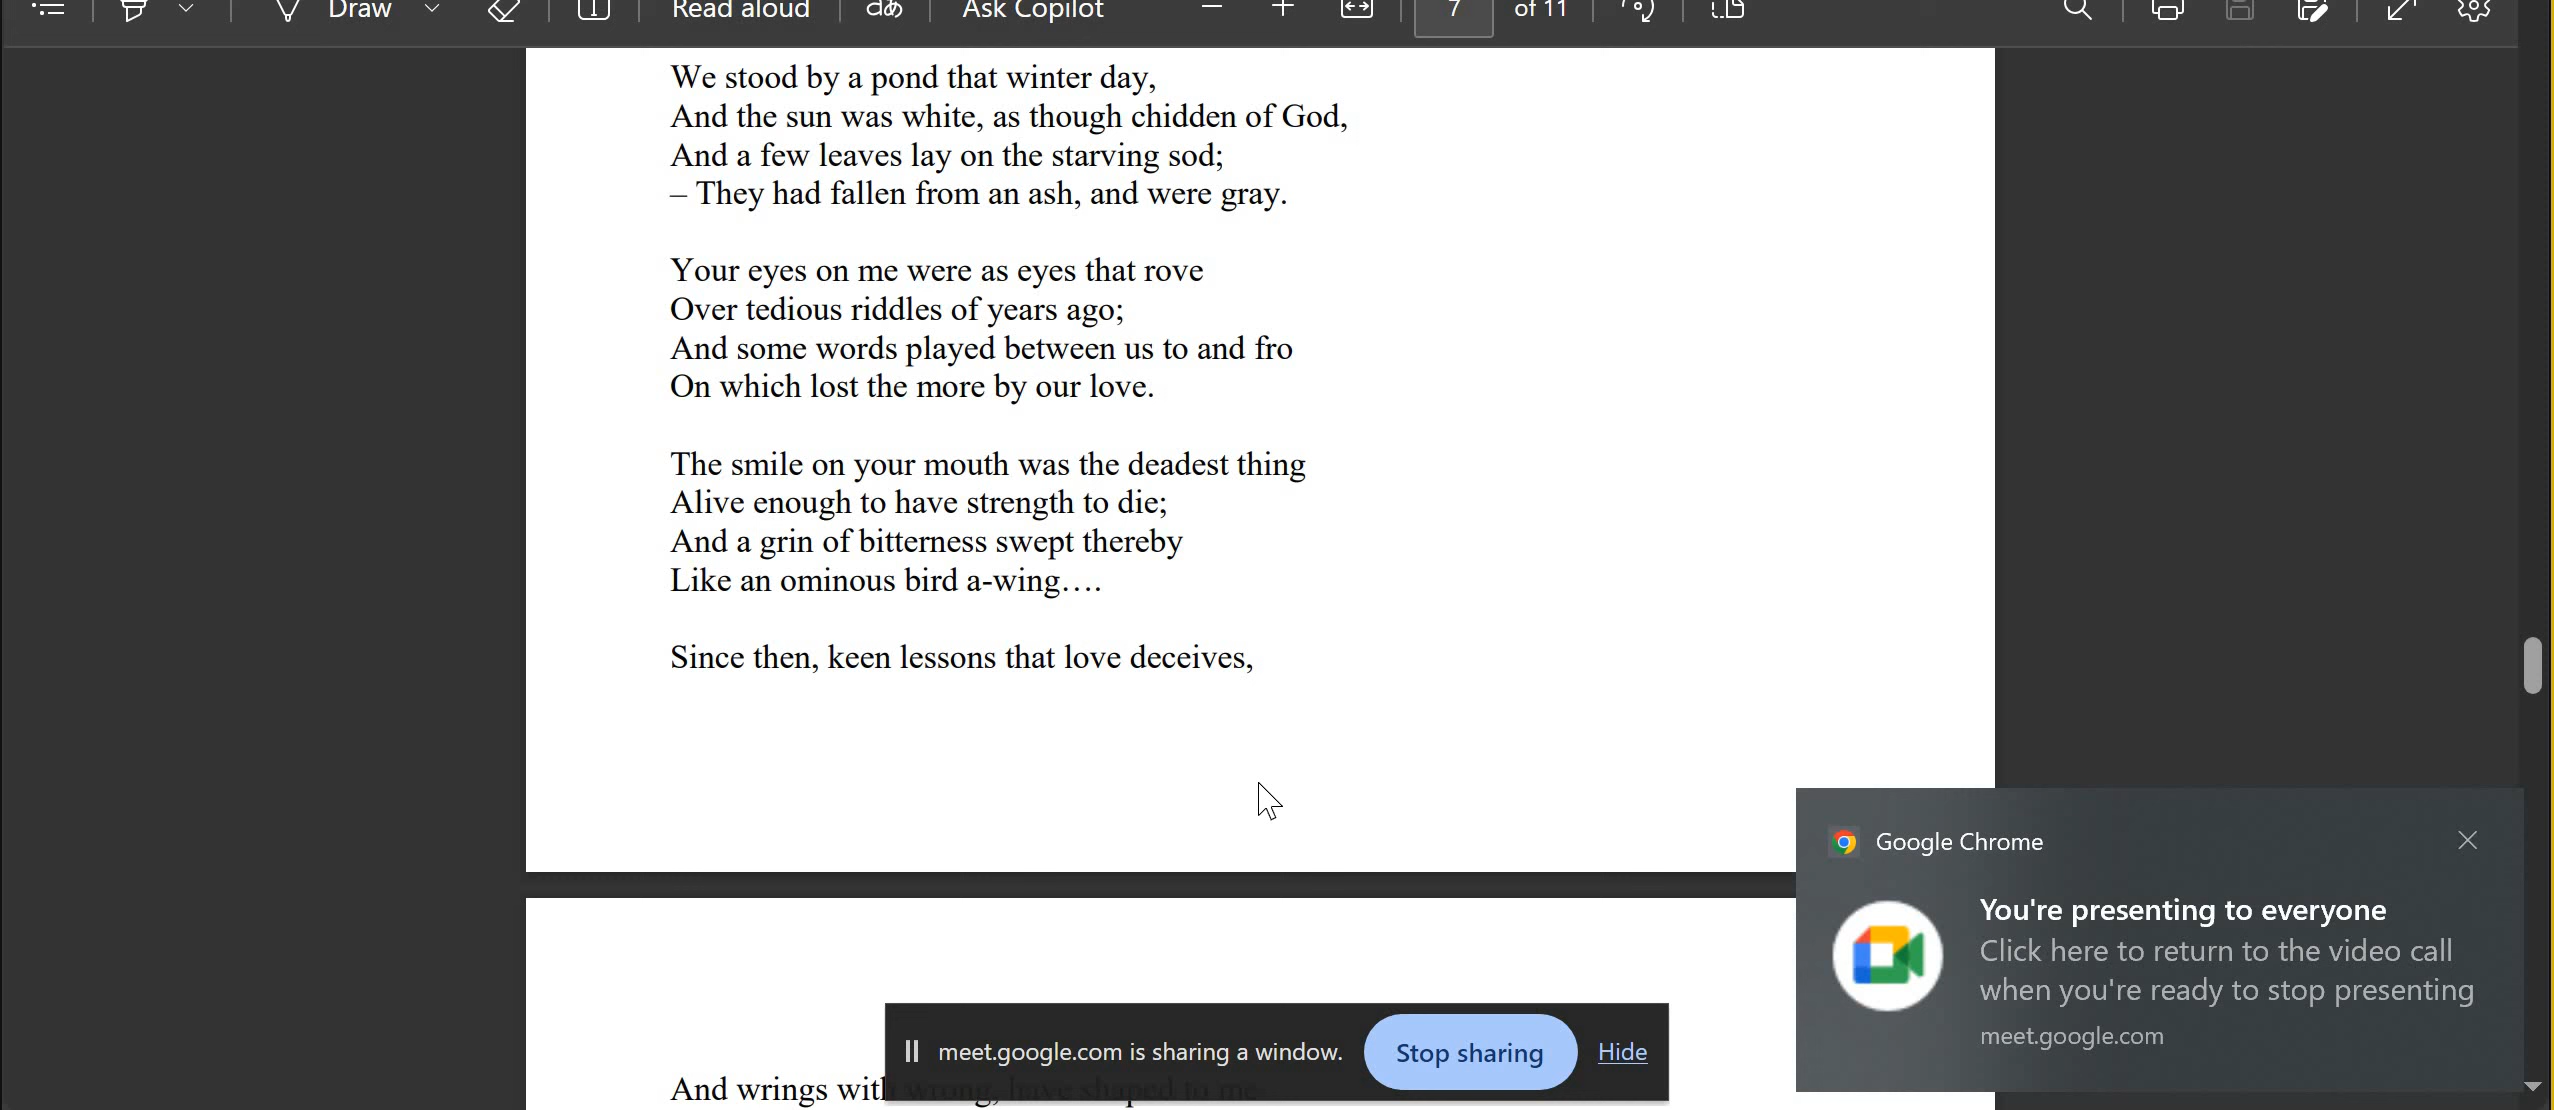 Draw
Read aloud
aあ
Ask Copilot
7 of 11
We stood by a pond that winter day,
And the sun was white, as though chidden of God,
And a few leaves lay on the starving sod;
– They had fallen from an ash, and were gray.
Your eyes on me were as eyes that rove
Over tedious riddles of years ago;
And some words played between us to and fro
On which lost the more by our love.
The smile on your mouth was the deadest thing
Alive enough to have strength to die;
And a grin of bitterness swept thereby
Like an ominous bird a-wing….
Since then, keen lessons that love deceives,
And wrings with wrong, have shaped to me
meet.google.com is sharing a window.
Stop sharing
Hide
Google Chrome
You're presenting to everyone
Click here to return to the video call
when you're ready to stop presenting
meet.google.com